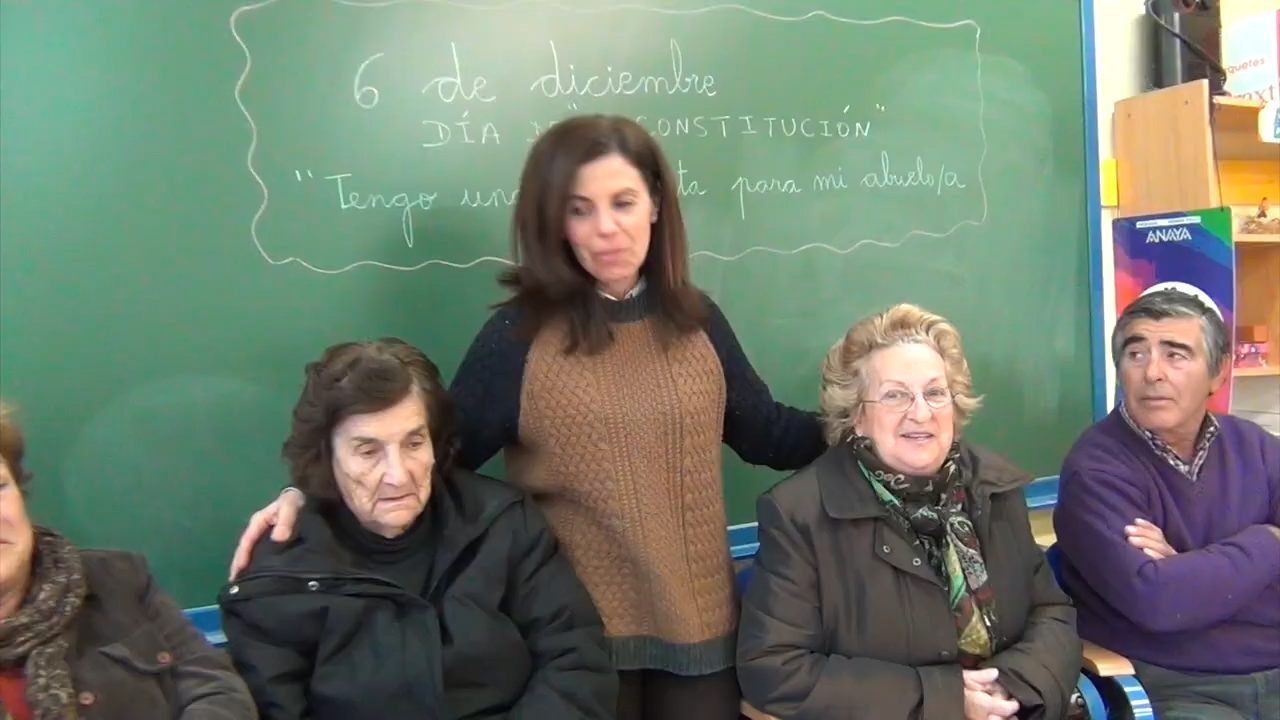 6 de diciembre
DÍA " CONSTITUCIÓN"
"Tengo una ta para mi abuelo/a
ANAYA